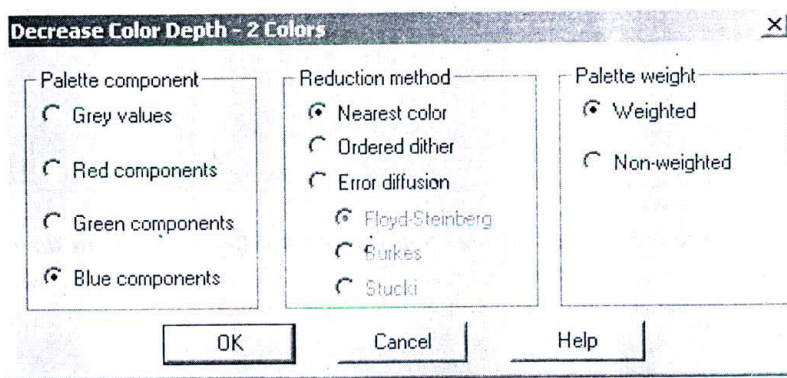 Decrease Color Depth - 2 Colors
Palette component
Grey values
Red components
Green components
Blue components
Reduction method
Nearest color
Ordered dither
Error diffusion
Floyd-Steinberg
Burkes
Stucki
Palette weight
Weighted
Non-weighted
OK
Cancel
Help